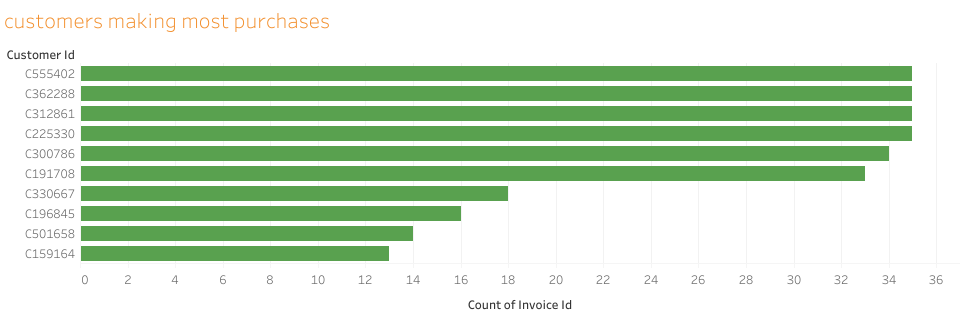 customers making most purchases
Customer Id
C555402
C362288
C312861
C225330
C300786
C191708
C330667
C196845
C501658
C159164
0 2 4 6 8 10 12 14 16 18 20 22 24 26 28 30 32 34 36
Count of Invoice Id